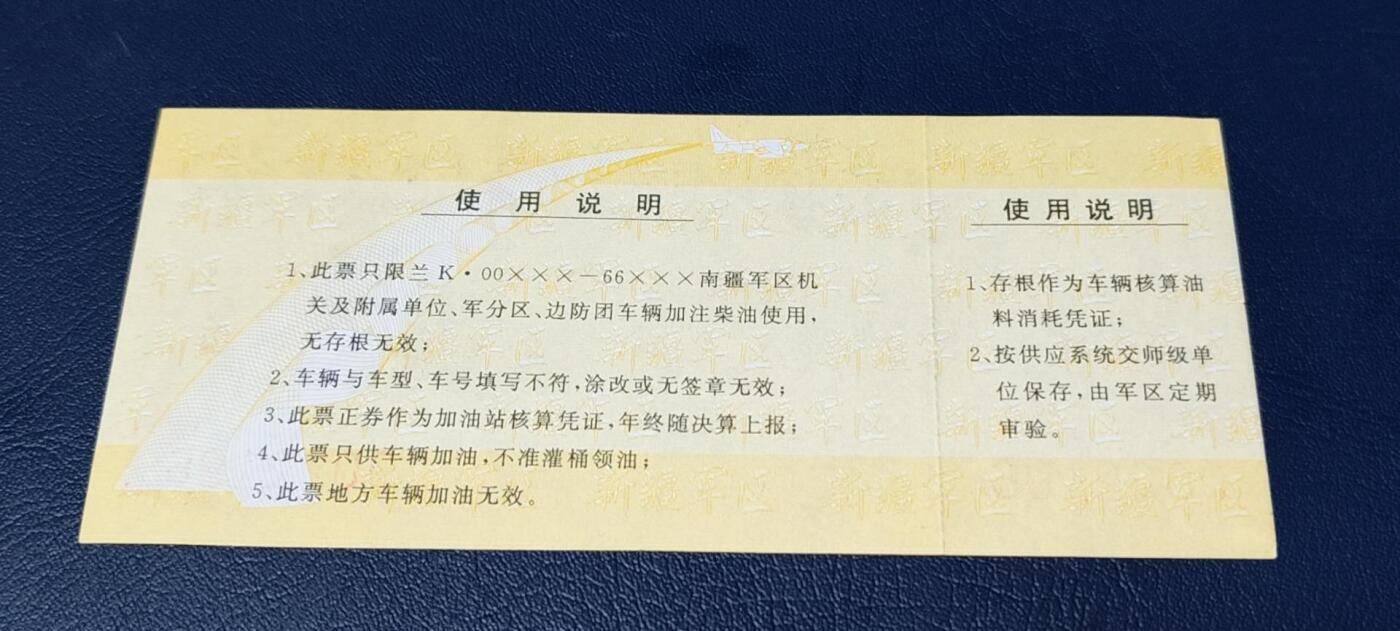 使用说明
1、此票只限兰K·00×××－66×××南疆军区机
关及附属单位、军分区、边防团车辆加注柴油使用，
无存根无效；
2、车辆与车型、车号填写不符，涂改或无签章无效；
3、此票正券作为加油站核算凭证，年终随决算上报；
4、此票只供车辆加油，不准灌桶领油；
5、此票地方车辆加油无效。
使用说明
1、存根作为车辆核算油
料消耗凭证；
2、按供应系统交师级单
位保存，由军区定期
审验。
新疆军区